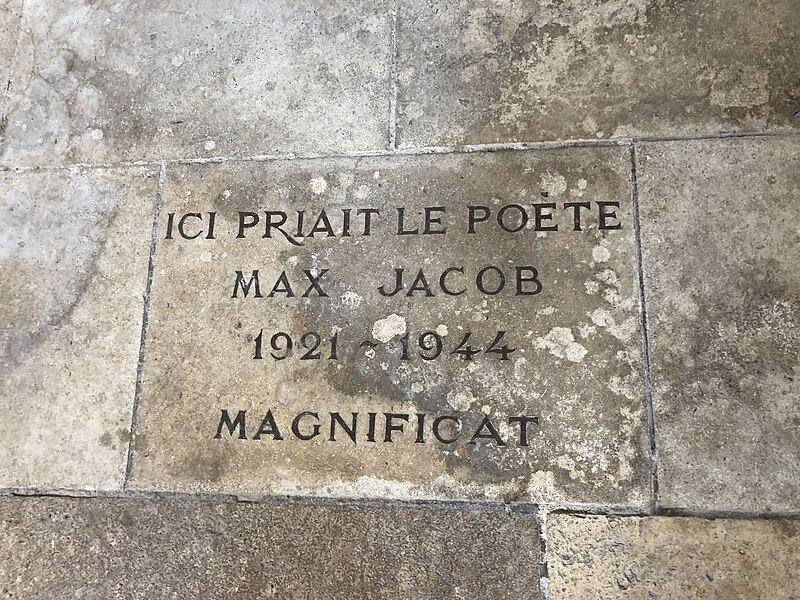 ICI PRIAIT LE POÈTE
MAX JACOB
1921 ~ 1944
MAGNIFICAT